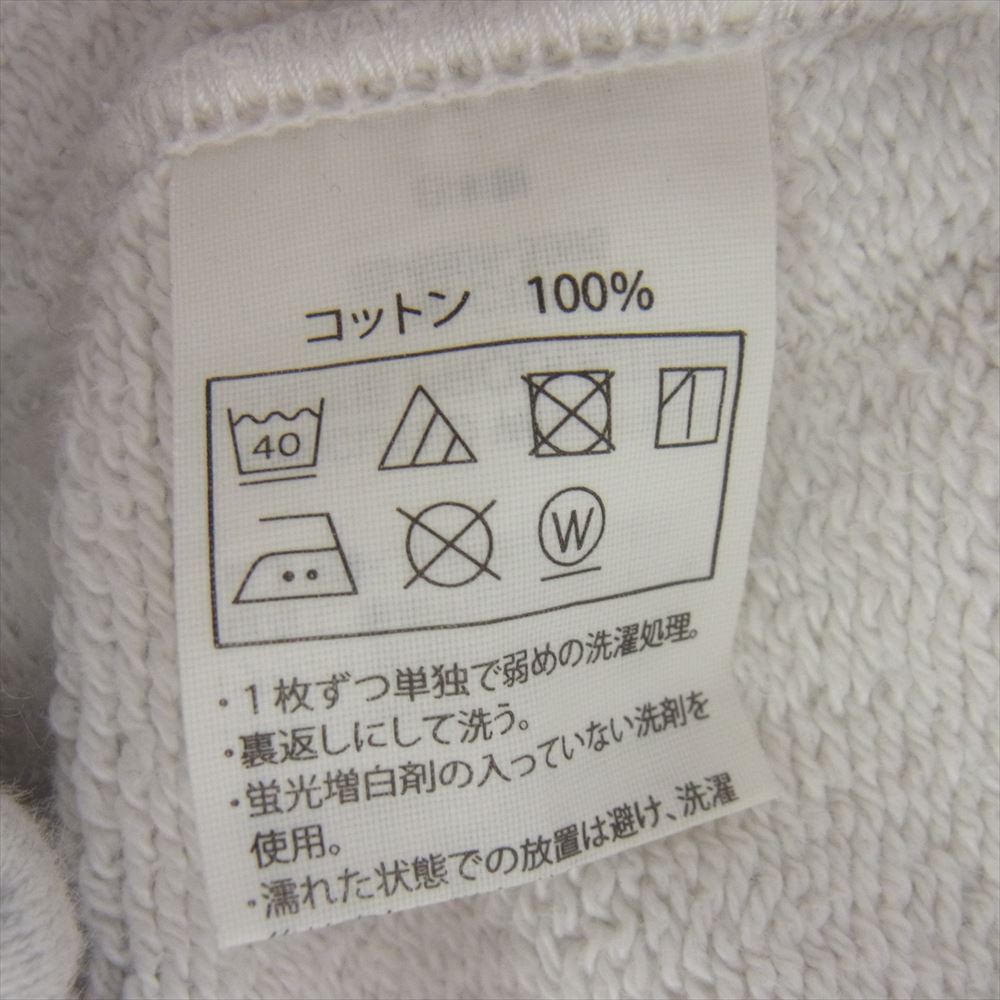 コットン 100%
40
W
・1枚ずつ単独で弱めの洗濯処理。
・裏返しにして洗う。
・蛍光増白剤の入っていない洗剤を
使用。
・濡れた状態での放置は避け、洗濯